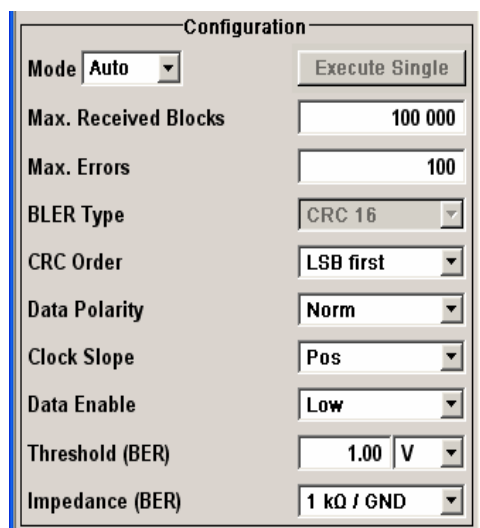 Configuration
Mode Auto Execute Single
Max. Received Blocks 100 000
Max. Errors 100
BLER Type CRC 16
CRC Order LSB first
Data Polarity Norm
Clock Slope Pos
Data Enable Low
Threshold (BER) 1.00 V
Impedance (BER) 1 kΩ / GND